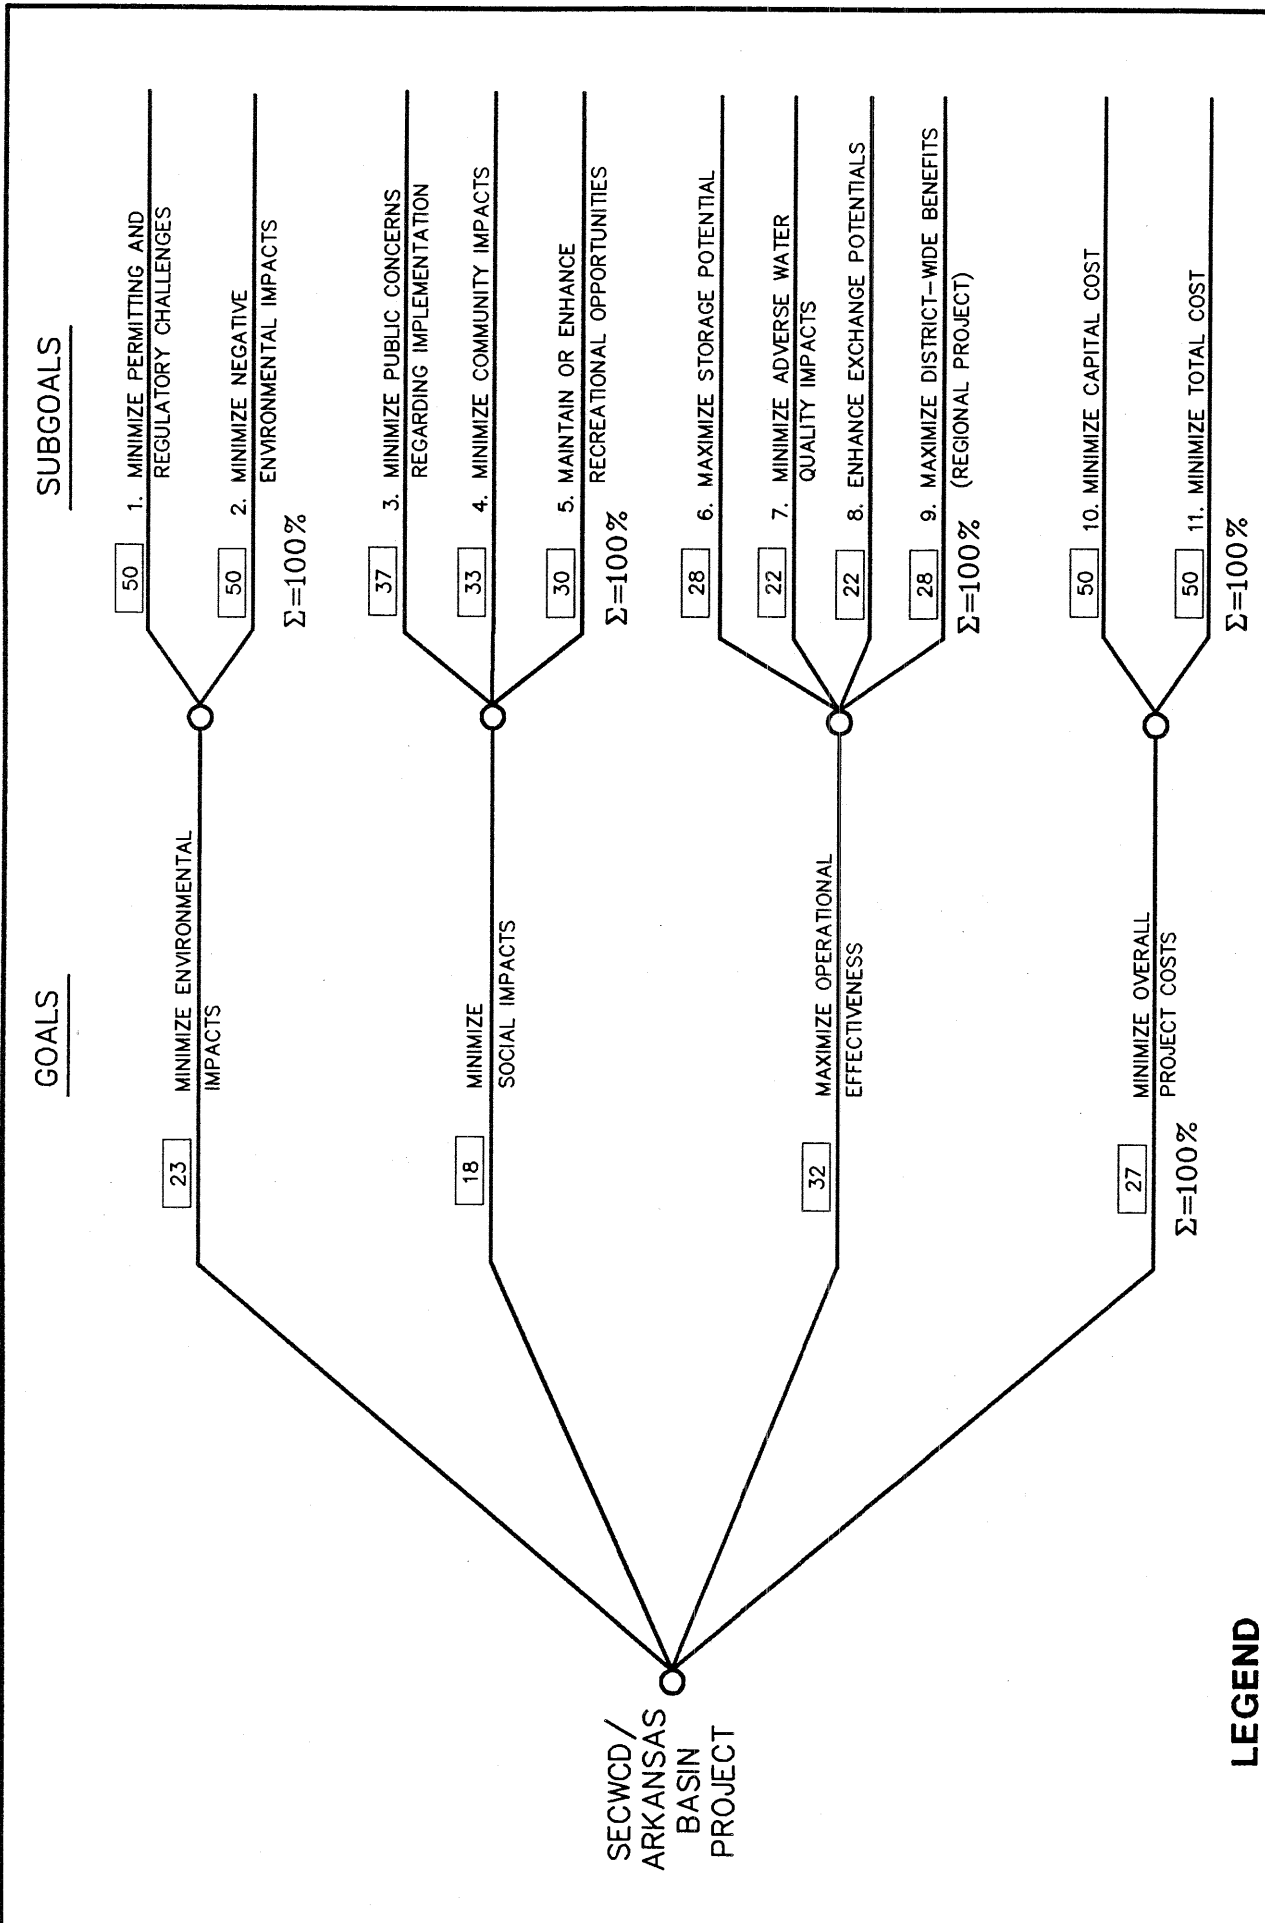 GOALS
SUBGOALS
SECWCD/
ARKANSAS
BASIN
PROJECT
23
MINIMIZE ENVIRONMENTAL
IMPACTS
50
1. MINIMIZE PERMITTING AND
REGULATORY CHALLENGES
50
2. MINIMIZE NEGATIVE
ENVIRONMENTAL IMPACTS
Σ=100%
18
MINIMIZE
SOCIAL IMPACTS
37
3. MINIMIZE PUBLIC CONCERNS
REGARDING IMPLEMENTATION
33
4. MINIMIZE COMMUNITY IMPACTS
30
5. MAINTAIN OR ENHANCE
RECREATIONAL OPPORTUNITIES
Σ=100%
32
MAXIMIZE OPERATIONAL
EFFECTIVENESS
28
6. MAXIMIZE STORAGE POTENTIAL
22
7. MINIMIZE ADVERSE WATER
QUALITY IMPACTS
22
8. ENHANCE EXCHANGE POTENTIALS
28
9. MAXIMIZE DISTRICT-WIDE BENEFITS
(REGIONAL PROJECT)
Σ=100%
27
MINIMIZE OVERALL
PROJECT COSTS
Σ=100%
50
10. MINIMIZE CAPITAL COST
50
11. MINIMIZE TOTAL COST
Σ=100%
LEGEND